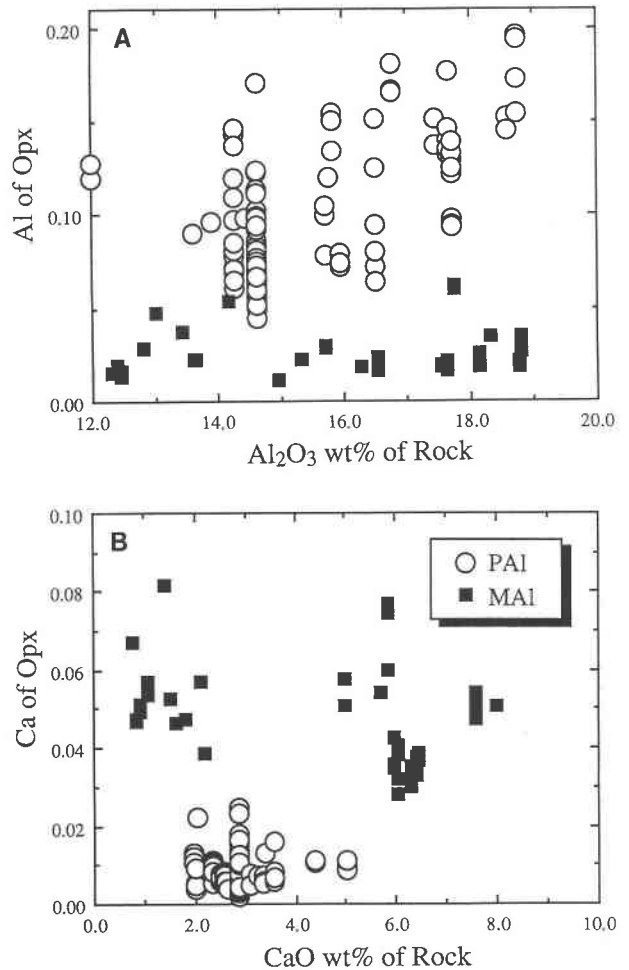 A
0.20
0.10
0.00
Al of Opx
12.0
14.0
16.0
18.0
20.0
Al₂O₃ wt% of Rock
B
0.10
0.08
0.06
0.04
0.02
0.00
Ca of Opx
PAl
MAl
0.0
2.0
4.0
6.0
8.0
10.0
CaO wt% of Rock